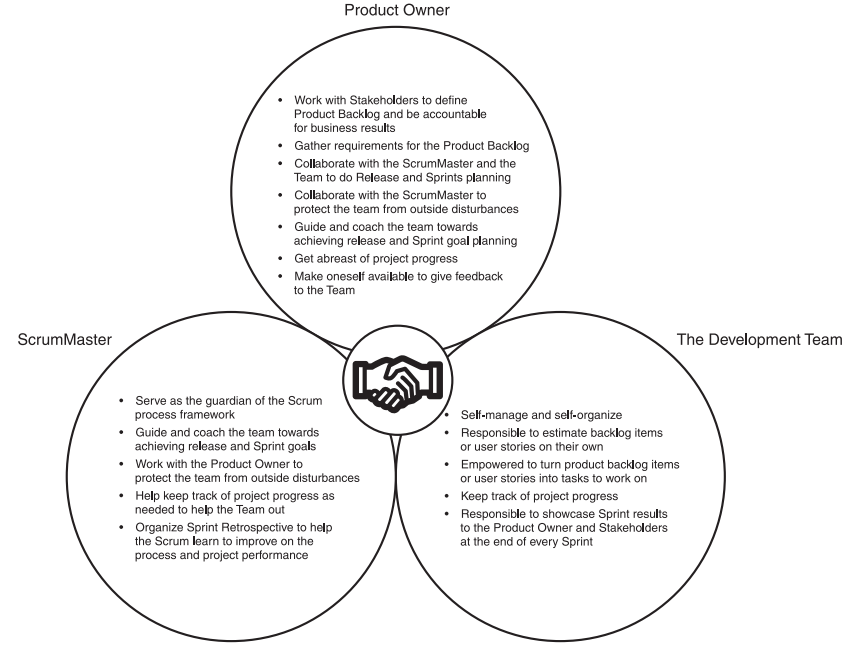 Product Owner
• Work with Stakeholders to define
Product Backlog and be accountable
for business results
• Gather requirements for the Product Backlog
• Collaborate with the ScrumMaster and the
Team to do Release and Sprints planning
• Collaborate with the ScrumMaster to
protect the team from outside disturbances
• Guide and coach the team towards
achieving release and Sprint goal planning
• Get abreast of project progress
• Make oneself available to give feedback
to the Team
ScrumMaster
• Serve as the guardian of the Scrum
process framework
• Guide and coach the team towards
achieving release and Sprint goals
• Work with the Product Owner to
protect the team from outside disturbances
• Help keep track of project progress as
needed to help the Team out
• Organize Sprint Retrospective to help
the Scrum learn to improve on the
process and project performance
The Development Team
• Self-manage and self-organize
• Responsible to estimate backlog items
or user stories on their own
• Empowered to turn product backlog items
or user stories into tasks to work on
• Keep track of project progress
• Responsible to showcase Sprint results
to the Product Owner and Stakeholders
at the end of every Sprint